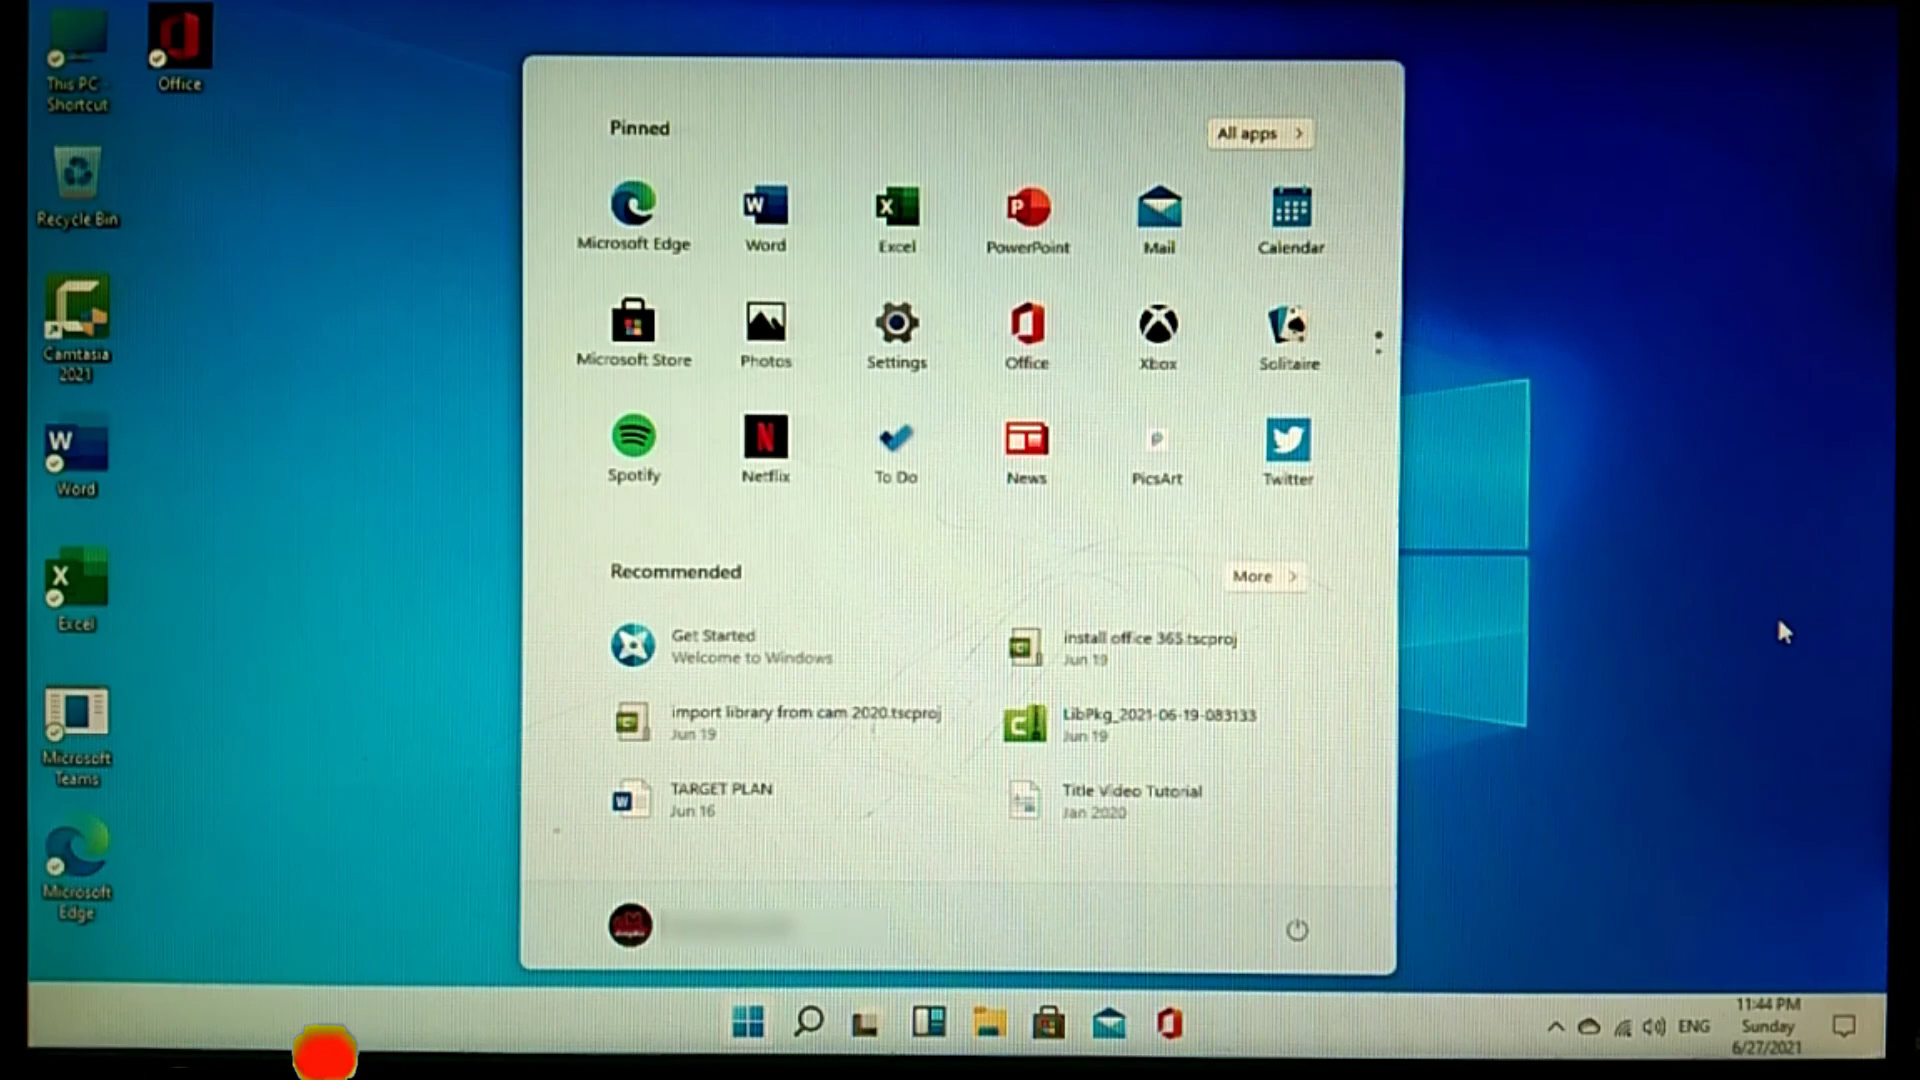 This PC -
Shortcut
Office
Recycle Bin
Camtasia
2021
Word
Excel
Microsoft
Teams
Microsoft
Edge
Pinned
All apps
Microsoft Edge
Word
Excel
PowerPoint
Mail
Calendar
Microsoft Store
Photos
Settings
Office
Xbox
Solitaire
Spotify
Netflix
To Do
News
PicsArt
Twitter
Recommended
More
Get Started
Welcome to Windows
install office 365.tscproj
Jun 19
import library from cam 2020.tscproj
Jun 19
LibPkg_2021-06-19-083133
Jun 19
TARGET PLAN
Jun 16
Title Video Tutorial
Jan 2020
ENG
11:44 PM
Sunday
6/27/2021